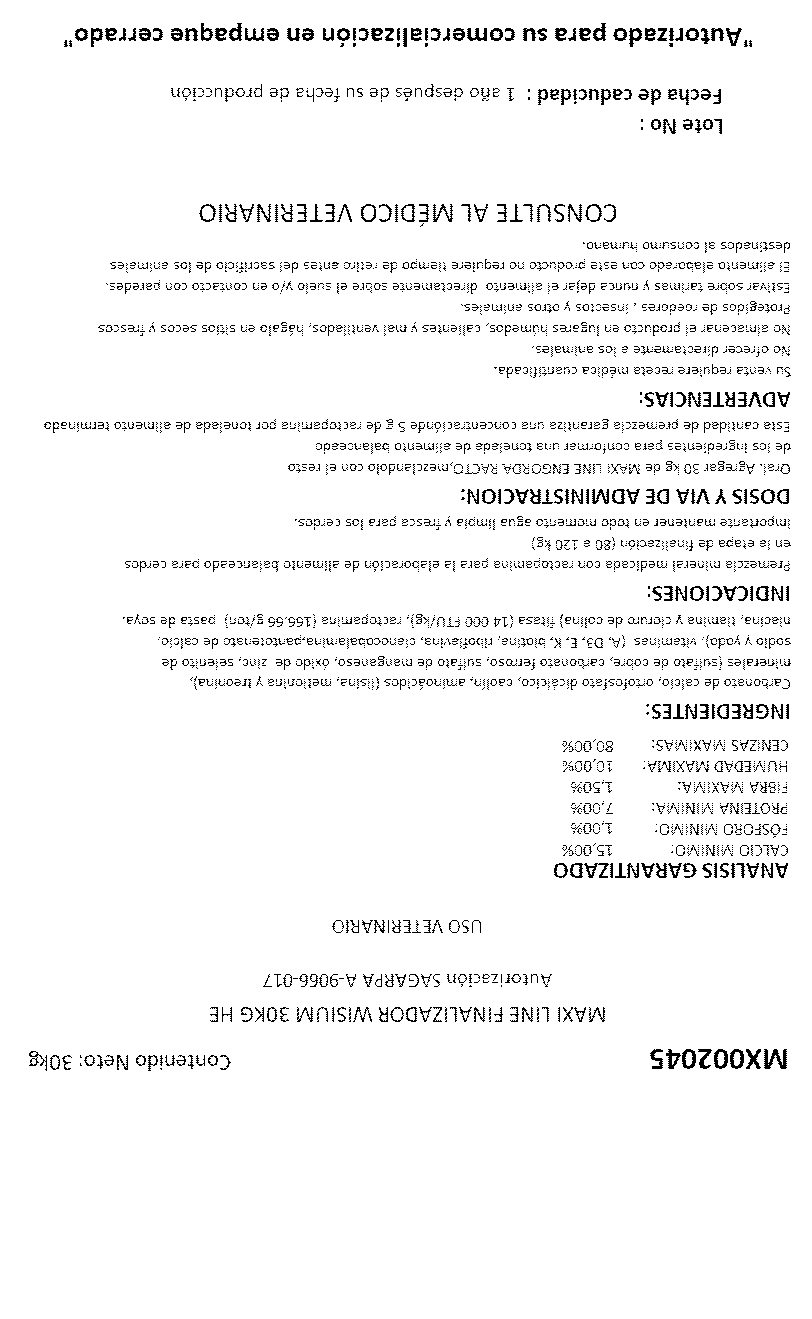 MX002045 Contenido Neto: 30kg
MAXI LINE FINALIZADOR WISIUM 30KG HE
Autorización SAGARPA A-9066-017
USO VETERINARIO
ANALISIS GARANTIZADO
CALCIO MINIMO: 15,00%
FÓSFORO MINIMO: 1,00%
PROTEINA MINIMA: 7,00%
FIBRA MAXIMA: 1,50%
HUMEDAD MAXIMA: 10,00%
CENIZAS MAXIMAS: 80,00%
INGREDIENTES:
Carbonato de calcio, ortofosfato dicálcico, caolín, aminoácidos (lisina, metionina y treonina),
minerales (sulfato de cobre, carbonato ferroso, sulfato de manganeso, óxido de zinc, selenito de
sodio y yodo), vitaminas (A, D3, E, K, biotina, riboflavina, cianocobalamina,pantotenato de calcio,
niacina, tiamina y cloruro de colina) fitasa (14 000 FTU/kg), ractopamina (166.66 g/ton) pasta de soya.
INDICACIONES:
Premezcla mineral medicada con ractopamina para la elaboración de alimento balanceado para cerdos
en la etapa de finalización (80 a 120 kg)
Importante mantener en todo momento agua limpia y fresca para los cerdos.
DOSIS Y VIA DE ADMINISTRACION:
Oral. Agregar 30 kg de MAXI LINE ENGORDA RACTO,mezclandolo con el resto
de los ingredientes para conformar una tonelada de alimento balanceado
Esta cantidad de premezcla garantiza una concentraciónde 5 g de ractopamina por tonelada de alimento terminado
ADVERTENCIAS:
Su venta requiere receta médica cuantificada.
No ofrecer directamente a los animales.
No almacenar el producto en lugares húmedos, calientes y mal ventilados, hágalo en sitios secos y frescos
Protegidos de roedores , insectos y otros animales.
Estivar sobre tarimas y nunca dejar el alimento directamente sobre el suelo y/o en contacto con paredes.
El alimento elaborado con este producto no requiere tiempo de retiro antes del sacrificio de los animales
destinados al consumo humano.
CONSULTE AL MÉDICO VETERINARIO
Lote No :
Fecha de caducidad : 1 año después de su fecha de producción
"Autorizado para su comercialización en empaque cerrado"